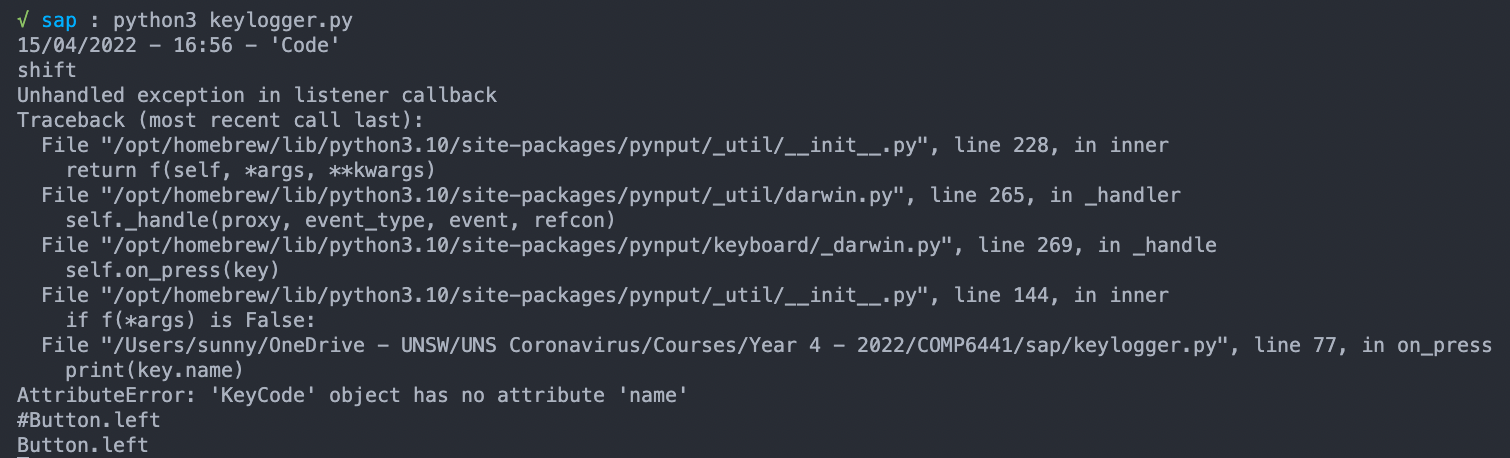 √ sap : python3 keylogger.py
15/04/2022 - 16:56 - 'Code'
shift
Unhandled exception in listener callback
Traceback (most recent call last):
  File "/opt/homebrew/lib/python3.10/site-packages/pynput/_util/__init__.py", line 228, in inner
    return f(self, *args, **kwargs)
  File "/opt/homebrew/lib/python3.10/site-packages/pynput/_util/darwin.py", line 265, in _handler
    self._handle(proxy, event_type, event, refcon)
  File "/opt/homebrew/lib/python3.10/site-packages/pynput/keyboard/_darwin.py", line 269, in _handle
    self.on_press(key)
  File "/opt/homebrew/lib/python3.10/site-packages/pynput/_util/__init__.py", line 144, in inner
    if f(*args) is False:
  File "/Users/sunny/OneDrive - UNSW/UNS Coronavirus/Courses/Year 4 - 2022/COMP6441/sap/keylogger.py", line 77, in on_press
    print(key.name)
AttributeError: 'KeyCode' object has no attribute 'name'
#Button.left
Button.left